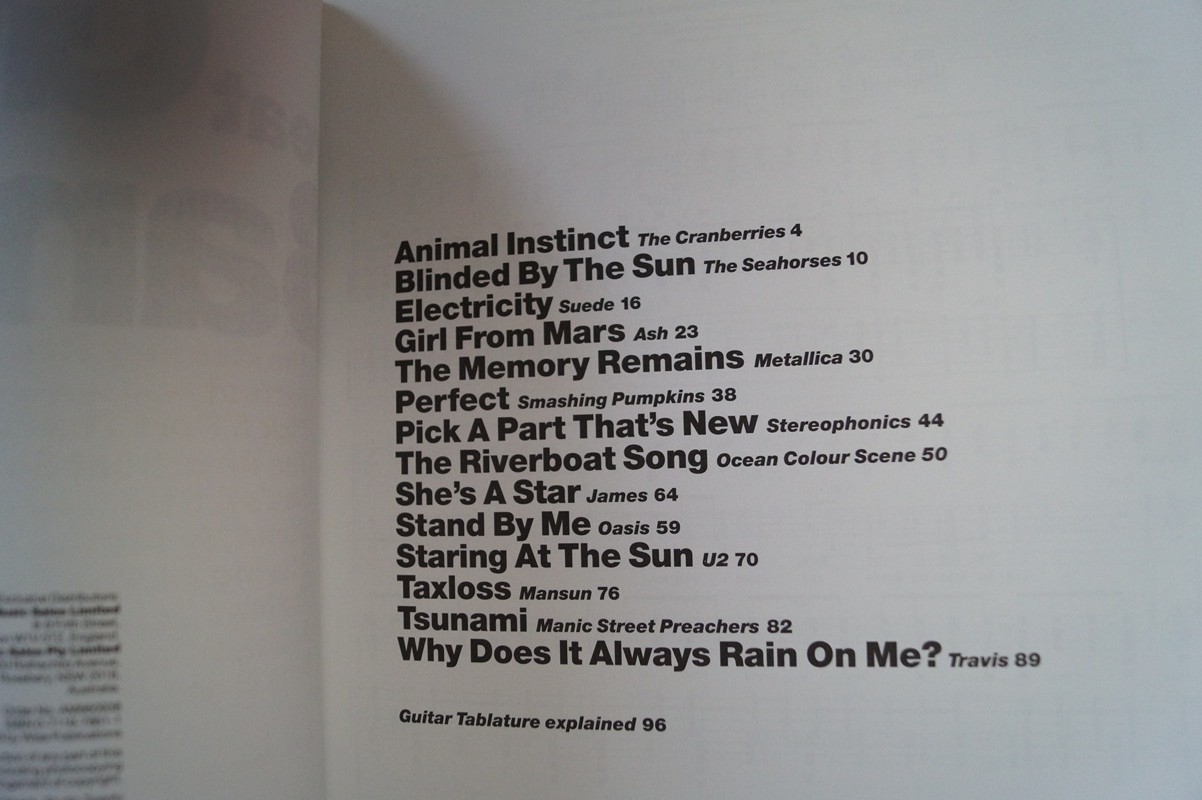 Animal Instinct The Cranberries 4
Blinded By The Sun The Seahorses 10
Electricity Suede 16
Girl From Mars Ash 23
The Memory Remains Metallica 30
Perfect Smashing Pumpkins 38
Pick A Part That's New Stereophonics 44
The Riverboat Song Ocean Colour Scene 50
She's A Star James 64
Stand By Me Oasis 59
Staring At The Sun U2 70
Taxloss Mansun 76
Tsunami Manic Street Preachers 82
Why Does It Always Rain On Me? Travis 89
Guitar Tablature explained 96